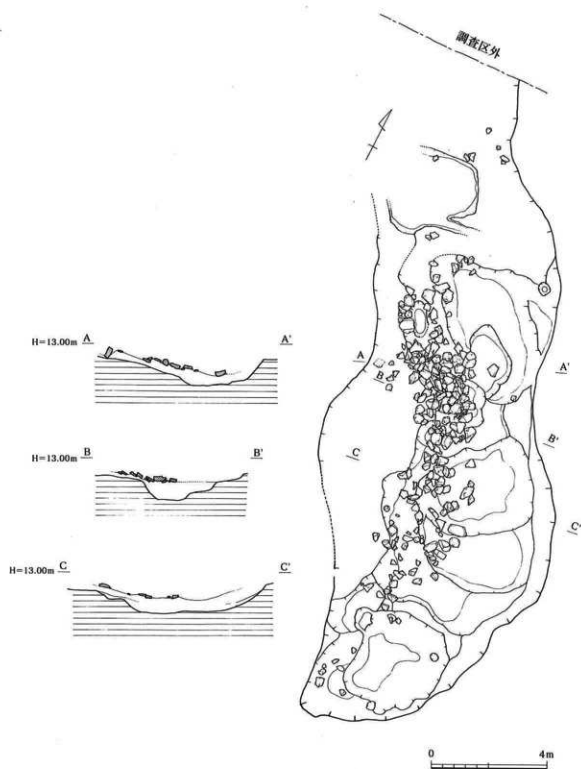 調査区外
A A'
H=13.00m
B B'
H=13.00m
C C'
H=13.00m
A A'
B B'
C C'
0 4m